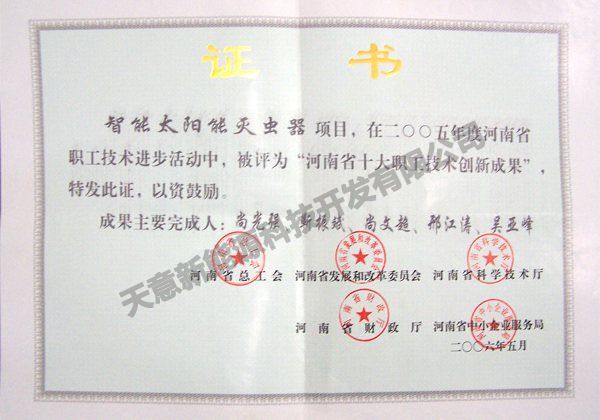 证书
智能太阳能灭虫器项目，在二〇〇五年度河南省
职工技术进步活动中，被评为“河南省十大职工技术创新成果”，
特发此证，以资鼓励。
成果主要完成人：尚光强、靳振铉、尚文超、邢江涛、吴亚峰
河南省总工会 河南省发展和改革委员会 河南省科学技术厅
河南省财政厅 河南省中小企业服务局
二〇〇六年五月
天意新能源科技开发有限公司